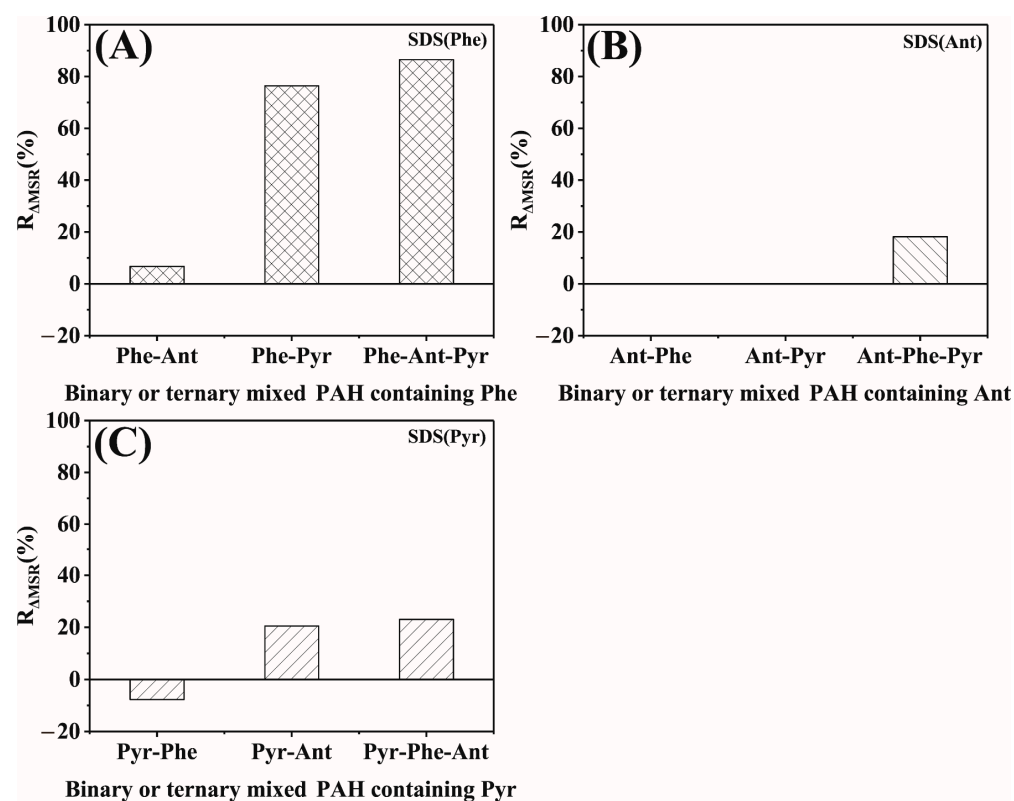 (A)
SDS(Phe)
100
80
60
40
20
0
−20
RΔMSR(%)
Phe-Ant Phe-Pyr Phe-Ant-Pyr
Binary or ternary mixed PAH containing Phe
(B)
SDS(Ant)
100
80
60
40
20
0
−20
RΔMSR(%)
Ant-Phe Ant-Pyr Ant-Phe-Pyr
Binary or ternary mixed PAH containing Ant
(C)
SDS(Pyr)
100
80
60
40
20
0
−20
RΔMSR(%)
Pyr-Phe Pyr-Ant Pyr-Phe-Ant
Binary or ternary mixed PAH containing Pyr